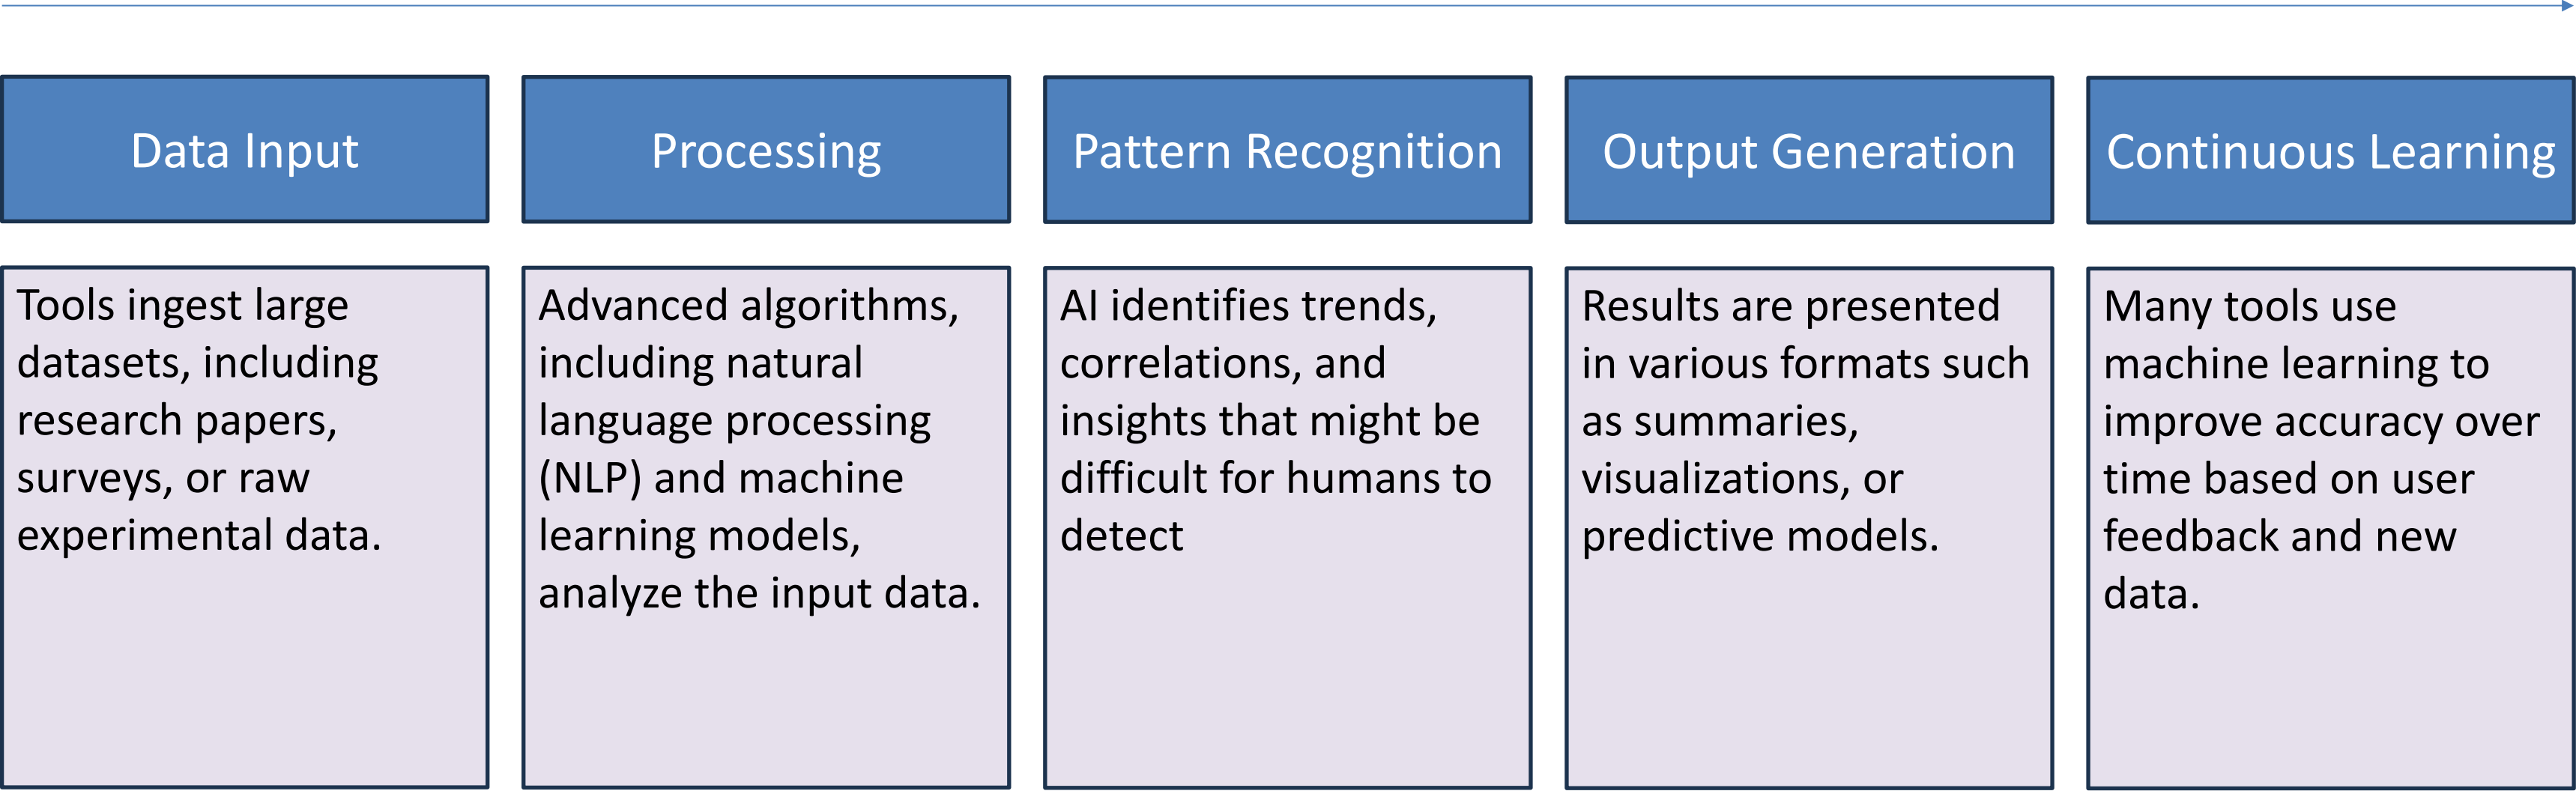 Data Input
Processing
Pattern Recognition
Output Generation
Continuous Learning
Tools ingest large
datasets, including
research papers,
surveys, or raw
experimental data.
Advanced algorithms,
including natural
language processing
(NLP) and machine
learning models,
analyze the input data.
AI identifies trends,
correlations, and
insights that might be
difficult for humans to
detect
Results are presented
in various formats such
as summaries,
visualizations, or
predictive models.
Many tools use
machine learning to
improve accuracy over
time based on user
feedback and new
data.